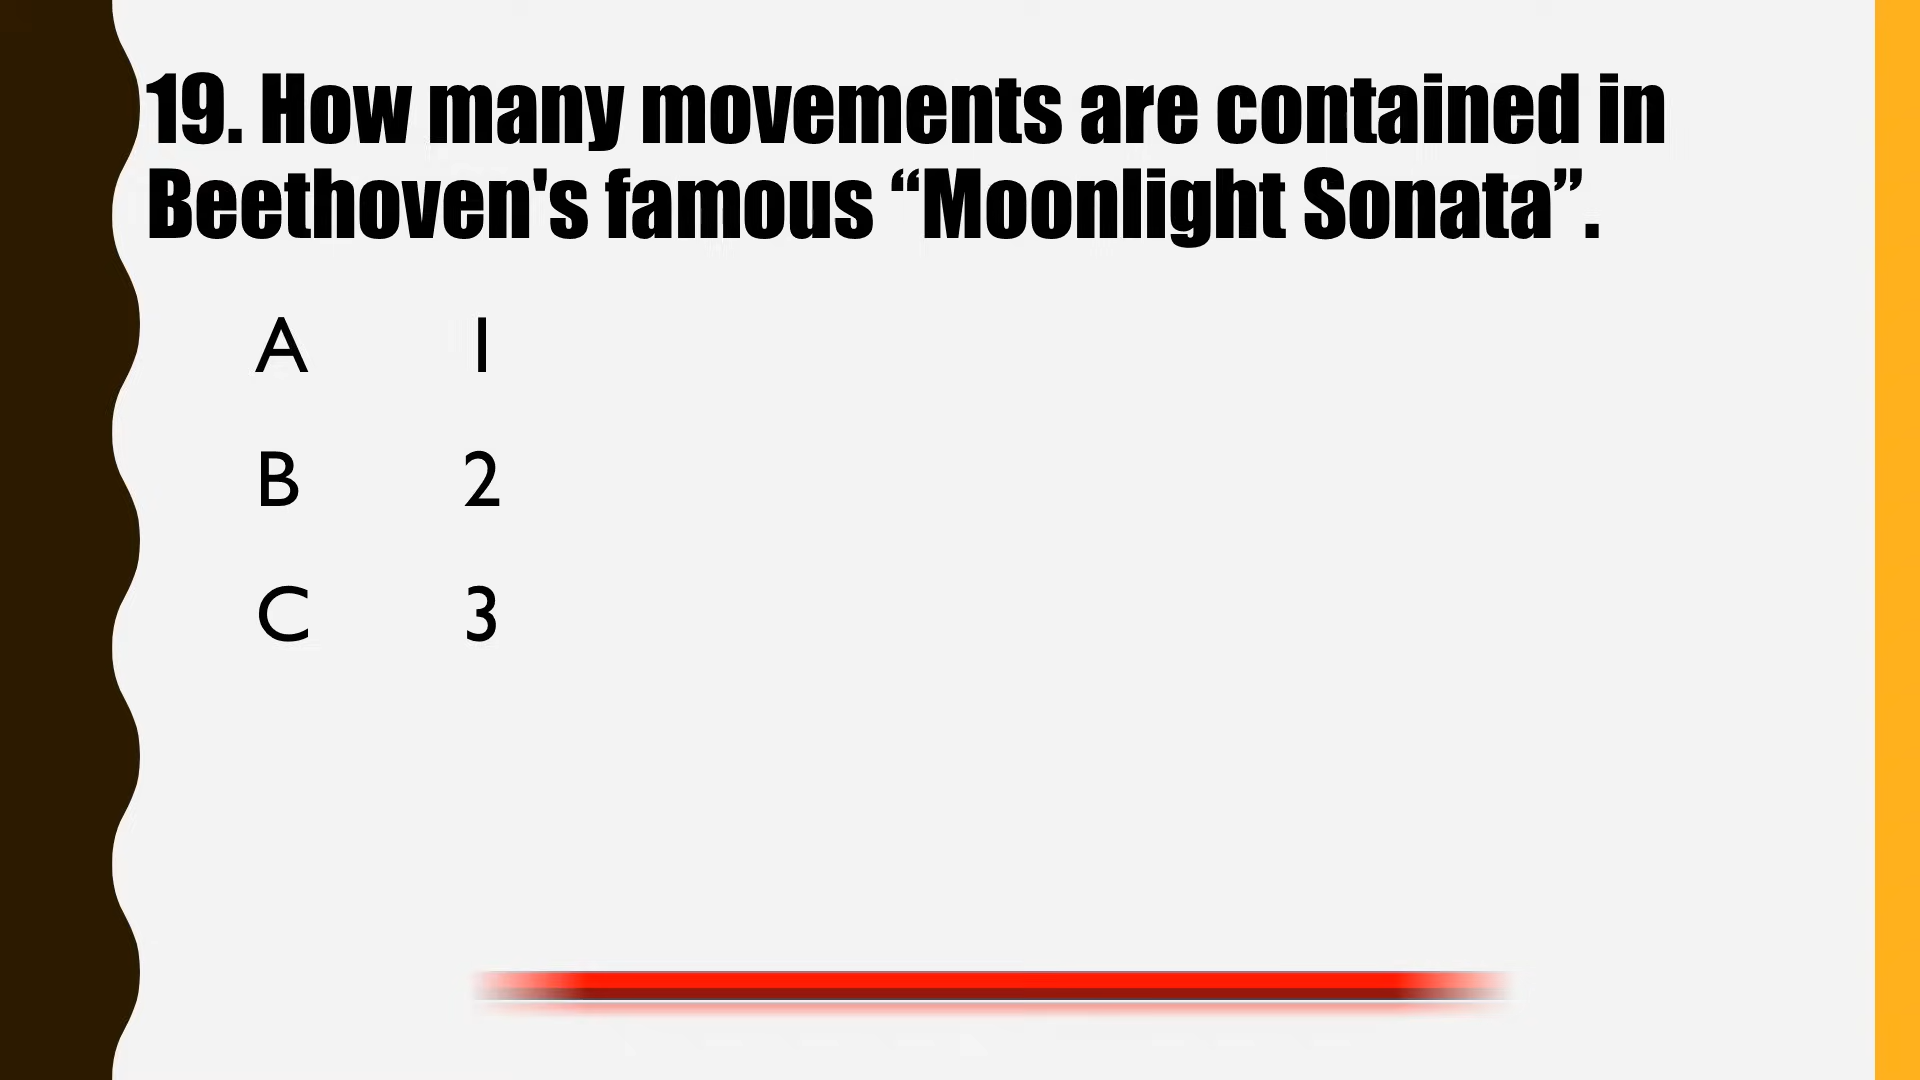 19. How many movements are contained in
Beethoven's famous “Moonlight Sonata”.
A 1
B 2
C 3